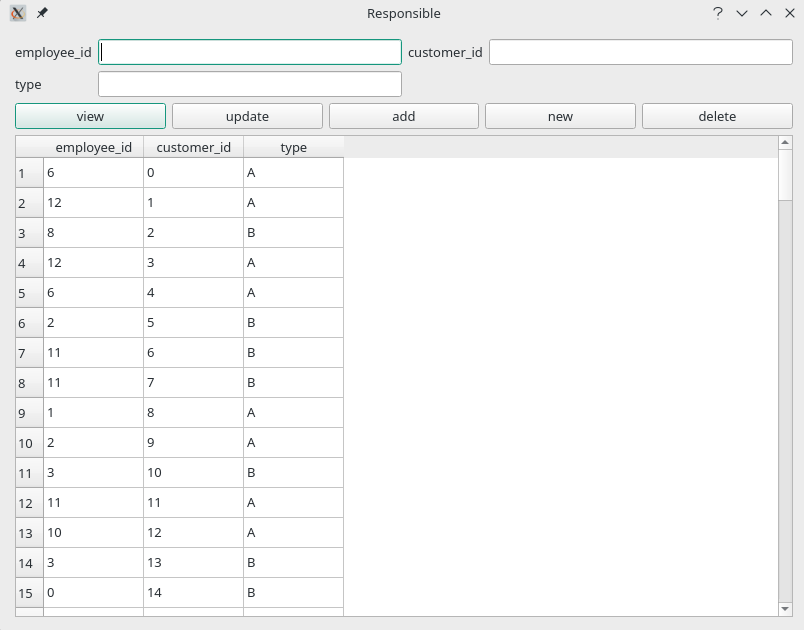 Responsible
employee_id customer_id
type
view update add new delete
employee_id customer_id type
1 6 0 A
2 12 1 A
3 8 2 B
4 12 3 A
5 6 4 A
6 2 5 B
7 11 6 B
8 11 7 B
9 1 8 A
10 2 9 A
11 3 10 B
12 11 11 A
13 10 12 A
14 3 13 B
15 0 14 B